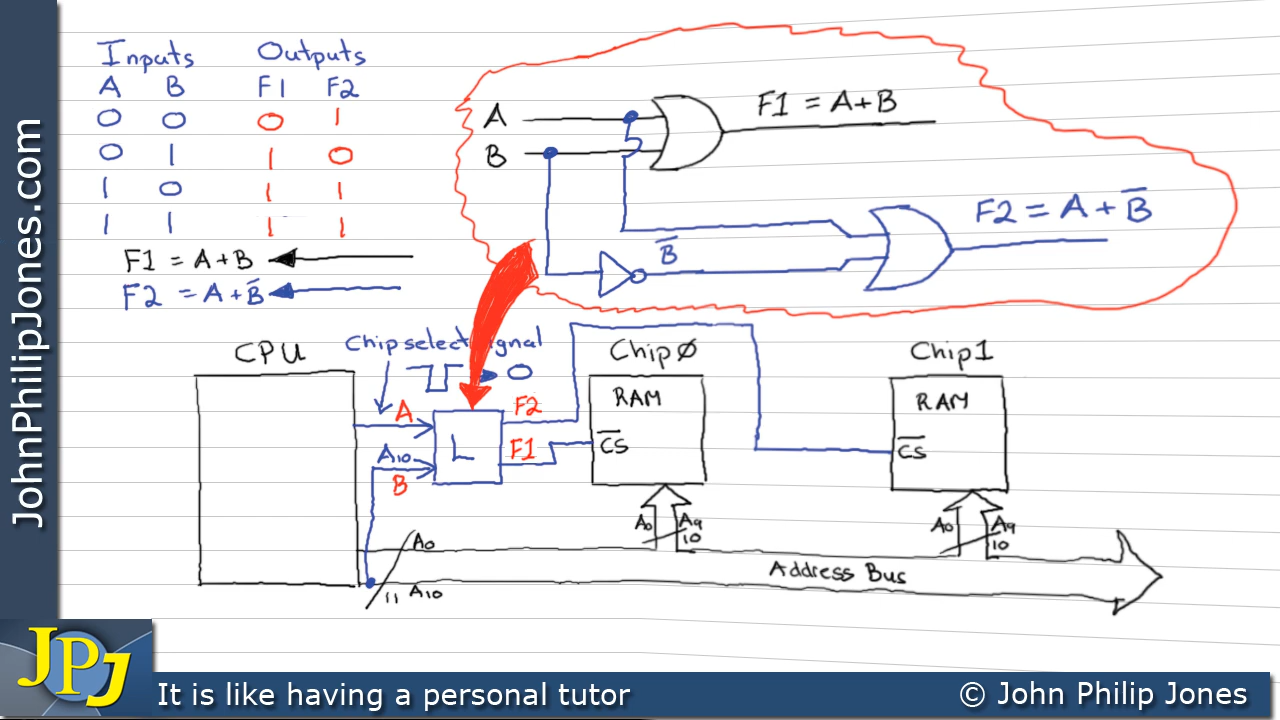 JohnPhilipJones.com
Inputs Outputs
A B F1 F2
0 0 0 1
0 1 1 0
1 0 1 1
1 1 1 1
F1 = A+B
F2 = A+B̅
A
B
F1 = A+B
B̅
F2 = A + B̅
CPU
Chip select signal
0
A
A10
B
L
F2
F1
Chip0
RAM
C̅S̅
Chip1
RAM
C̅S̅
A0 A9
10
A0 A9
10
A0
11 A10
Address Bus
JPJ
It is like having a personal tutor
© John Philip Jones